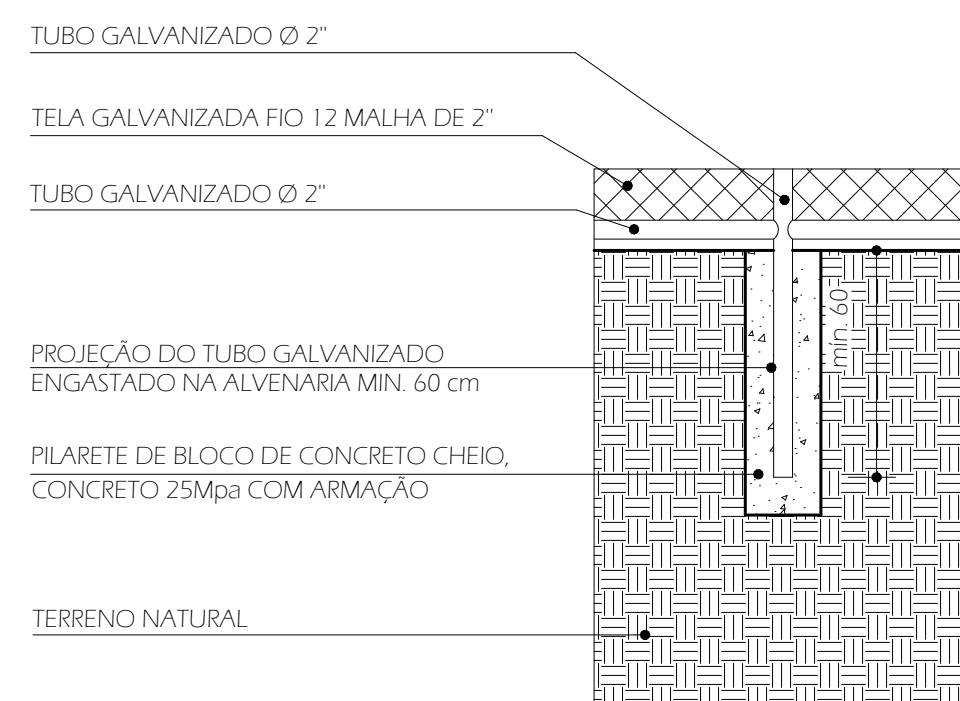 TUBO GALVANIZADO Ø 2"
TELA GALVANIZADA FIO 12 MALHA DE 2"
TUBO GALVANIZADO Ø 2"
PROJEÇÃO DO TUBO GALVANIZADO
ENGASTADO NA ALVENARIA MIN. 60 cm
min. 60
PILARETE DE BLOCO DE CONCRETO CHEIO,
CONCRETO 25Mpa COM ARMAÇÃO
TERRENO NATURAL